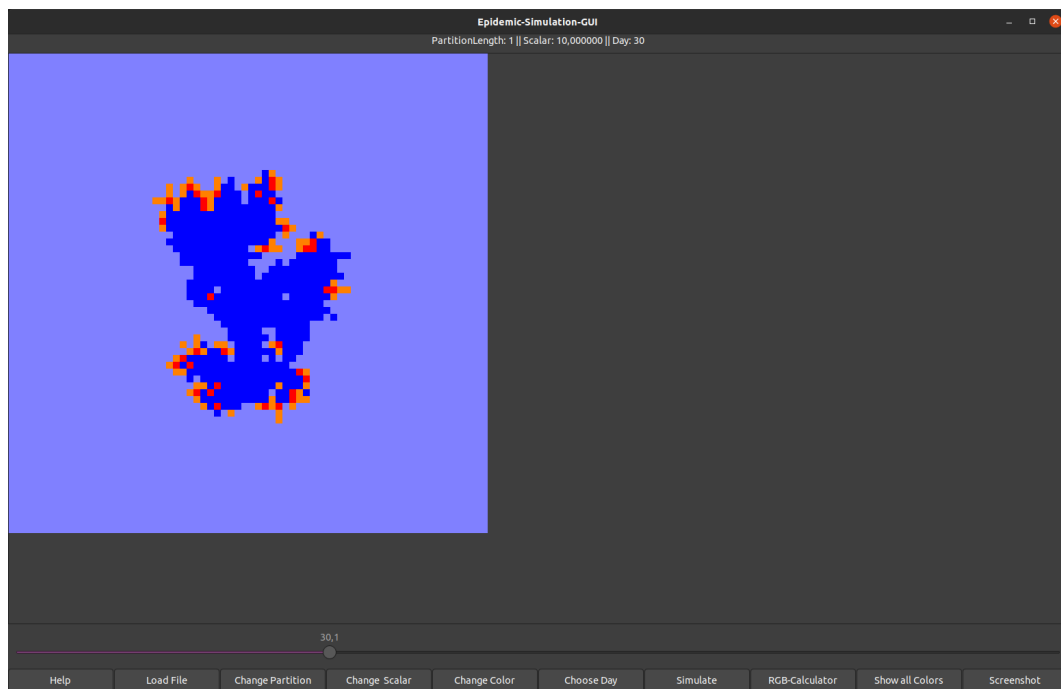 Epidemic-Simulation-GUI
PartitionLength: 1 || Scalar: 10,000000 || Day: 30
30,1
Help Load File Change Partition Change Scalar Change Color Choose Day Simulate RGB-Calculator Show all Colors Screenshot